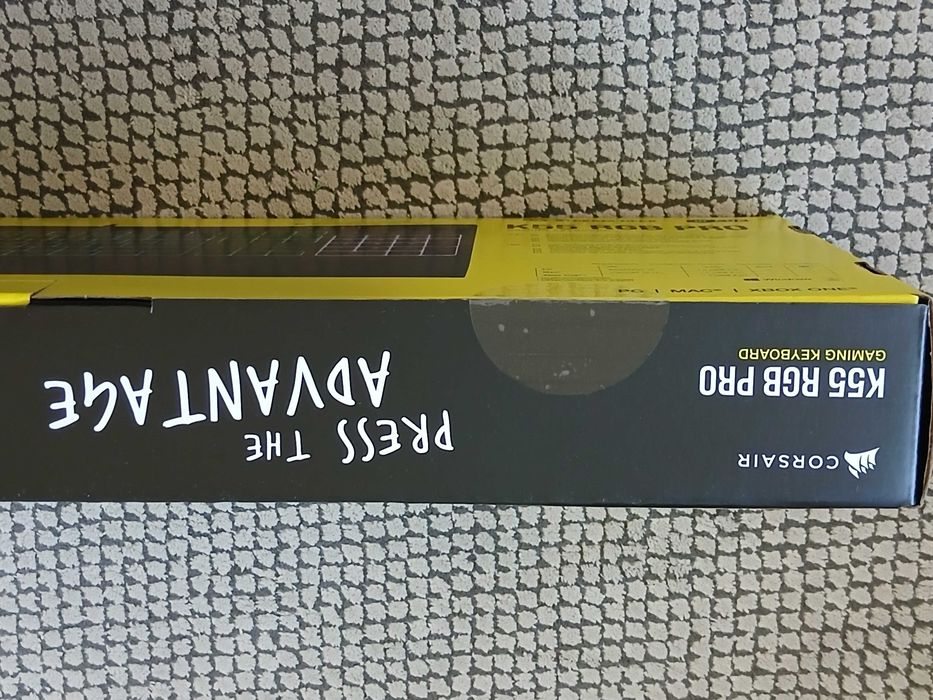 CORSAIR
K55 RGB PRO
GAMING KEYBOARD
PRESS THE
ADVANTAGE
K55 RGB PRO
PC | MAC® | XBOX ONE®